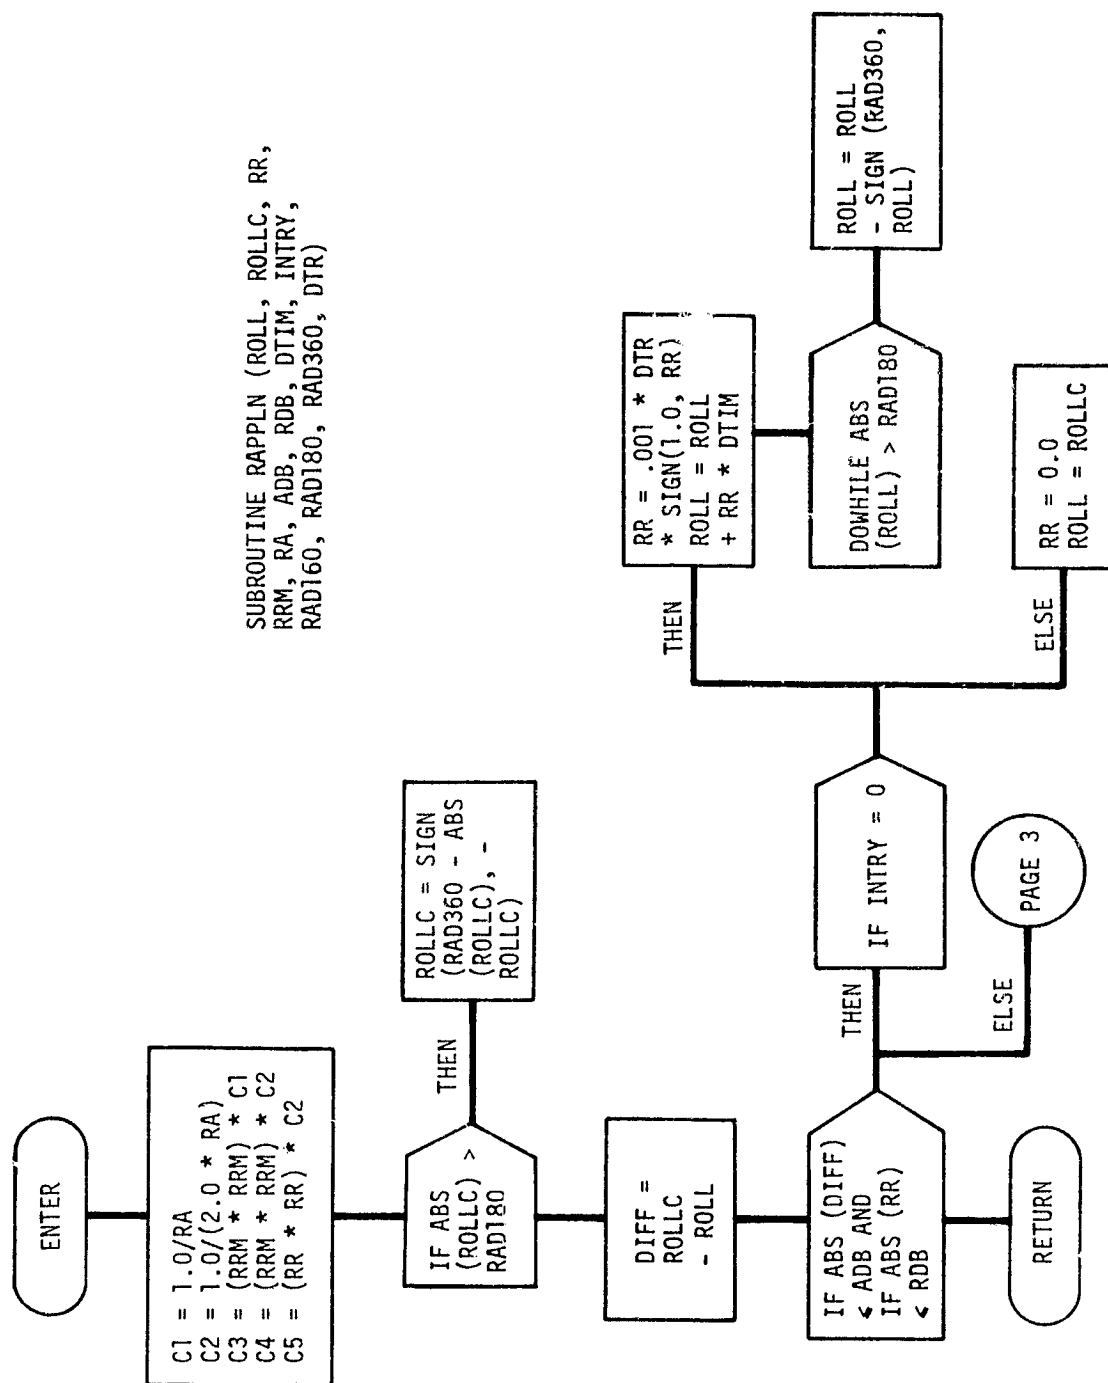 SUBROUTINE RAPPLN (ROLL, ROLLC, RR,
RRM, RA, ADB, RDB, DTIM, INTRY,
RAD160, RAD180, RAD360, DTR)
ENTER
C1 = 1.0/RA
C2 = 1.0/(2.0 * RA)
C3 = (RRM * RRM) * C1
C4 = (RRM * RRM) * C2
C5 = (RR * RR) * C2
IF ABS
(ROLLC) >
RAD180
THEN
ROLLC = SIGN
(RAD360 - ABS
(ROLLC), -
ROLLC)
DIFF =
ROLLC
- ROLL
IF ABS (DIFF)
< ADB AND
IF ABS (RR)
< RDB
THEN
IF INTRY = 0
THEN
RR = .001 * DTR
* SIGN(1.0, RR)
ROLL = ROLL
+ RR * DTIM
DOWHILE ABS
(ROLL) > RAD180
ROLL = ROLL
- SIGN (RAD360,
ROLL)
ELSE
RR = 0.0
ROLL = ROLLC
ELSE
PAGE 3
RETURN